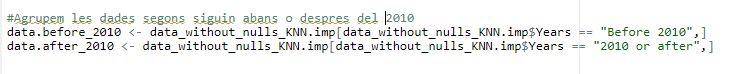 #Agrupem les dades segons siguin abans o despres del 2010
data.before_2010 <- data_without_nulls_KNN.imp[data_without_nulls_KNN.imp$Years == "Before 2010",]
data.after_2010 <- data_without_nulls_KNN.imp[data_without_nulls_KNN.imp$Years == "2010 or after",]